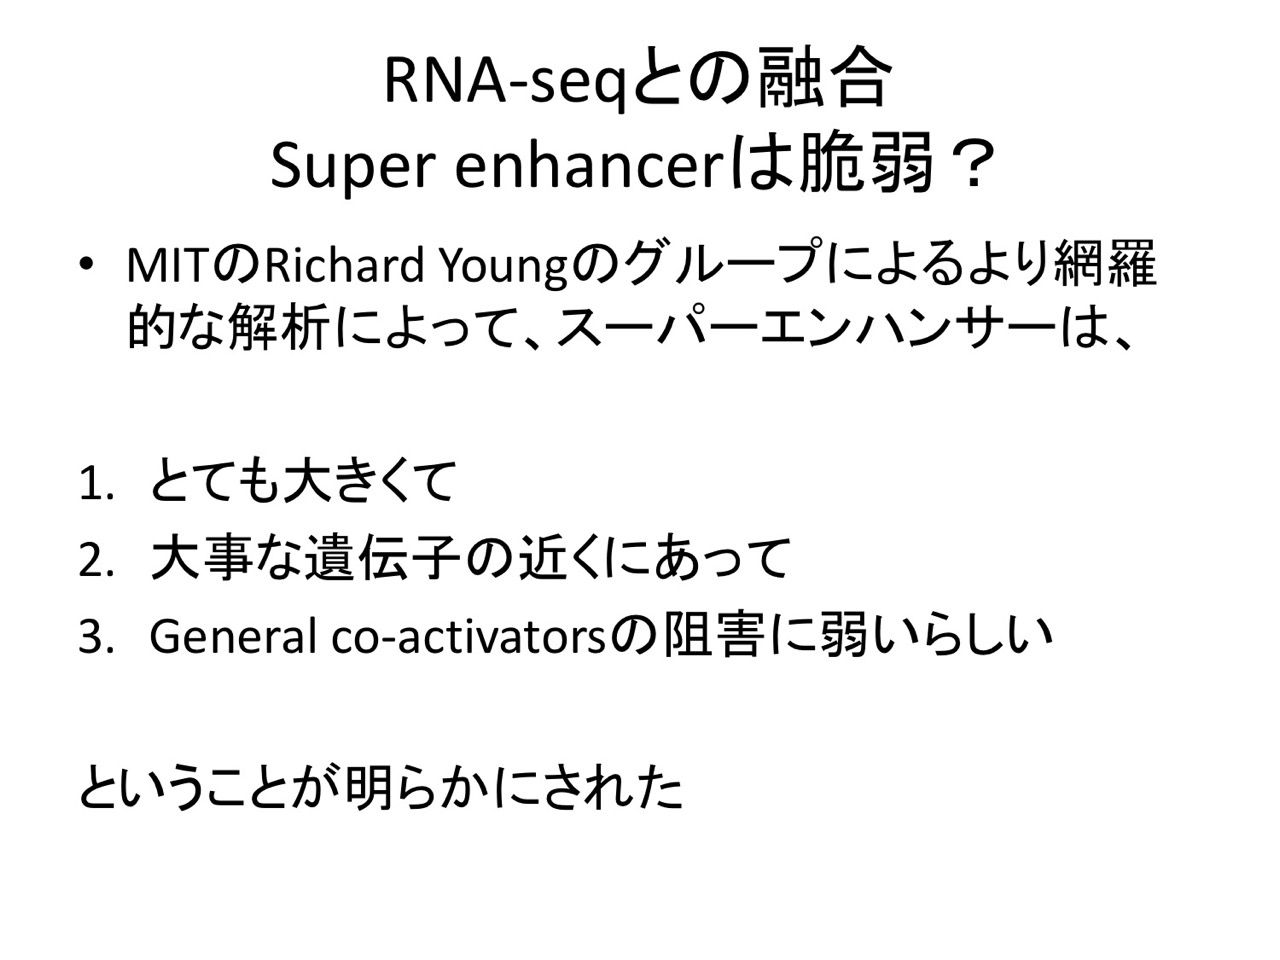 RNA-seqとの融合
Super enhancerは脆弱？
• MITのRichard Youngのグループによるより網羅
的な解析によって、スーパーエンハンサーは、
1. とても大きくて
2. 大事な遺伝子の近くにあって
3. General co-activatorsの阻害に弱いらしい
ということが明らかにされた